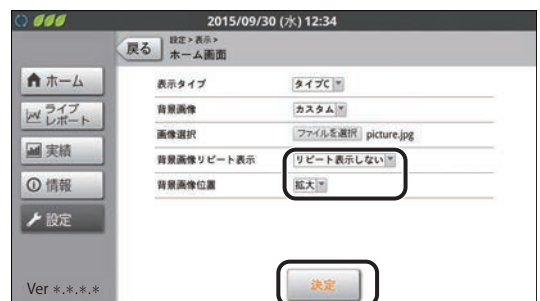 2015/09/30 (水) 12:34
戻る
設定 > 表示 >
ホーム画面
ホーム
ライブ
レポート
実績
情報
設定
Ver *.*.*.*
表示タイプ タイプC
背景画像 カスタム
画像選択 ファイルを選択 picture.jpg
背景画像リピート表示 リピート表示しない
背景画像位置 拡大
決定